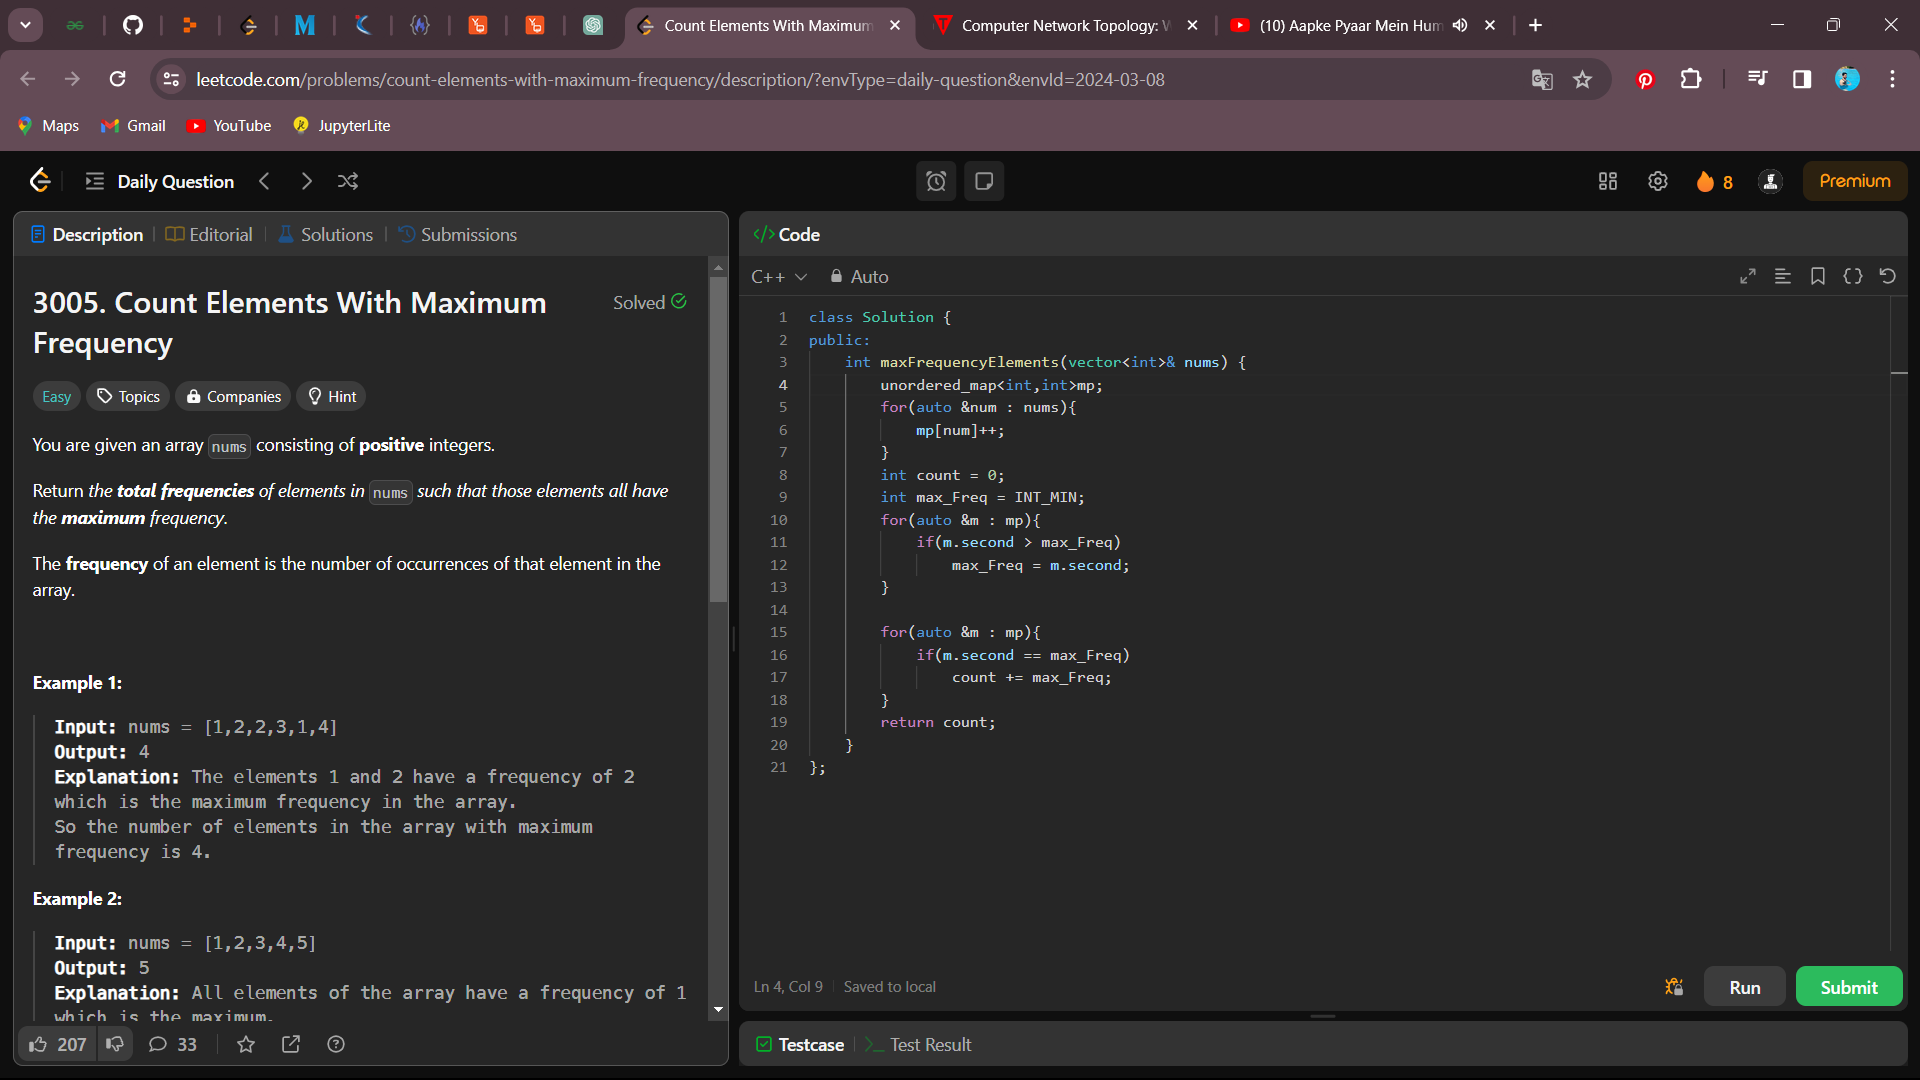 Count Elements With Maximum
Computer Network Topology: W
(10) Aapke Pyaar Mein Hum
leetcode.com/problems/count-elements-with-maximum-frequency/description/?envType=daily-question&envId=2024-03-08
Maps
Gmail
YouTube
JupyterLite
Daily Question
8
Premium
Description
Editorial
Solutions
Submissions
3005. Count Elements With Maximum
Frequency
Solved
Easy
Topics
Companies
Hint
You are given an array nums consisting of positive integers.
Return the total frequencies of elements in nums such that those elements all have
the maximum frequency.
The frequency of an element is the number of occurrences of that element in the
array.
Example 1:
Input: nums = [1,2,2,3,1,4]
Output: 4
Explanation: The elements 1 and 2 have a frequency of 2
which is the maximum frequency in the array.
So the number of elements in the array with maximum
frequency is 4.
Example 2:
Input: nums = [1,2,3,4,5]
Output: 5
Explanation: All elements of the array have a frequency of 1
which is the maximum.
207
33
</> Code
C++
Auto
1 class Solution {
2 public:
3 int maxFrequencyElements(vector<int>& nums) {
4 unordered_map<int,int>mp;
5 for(auto &num : nums){
6 mp[num]++;
7 }
8 int count = 0;
9 int max_Freq = INT_MIN;
10 for(auto &m : mp){
11 if(m.second > max_Freq)
12 max_Freq = m.second;
13 }
14
15 for(auto &m : mp){
16 if(m.second == max_Freq)
17 count += max_Freq;
18 }
19 return count;
20 }
21 };
Ln 4, Col 9
Saved to local
Run
Submit
Testcase
Test Result